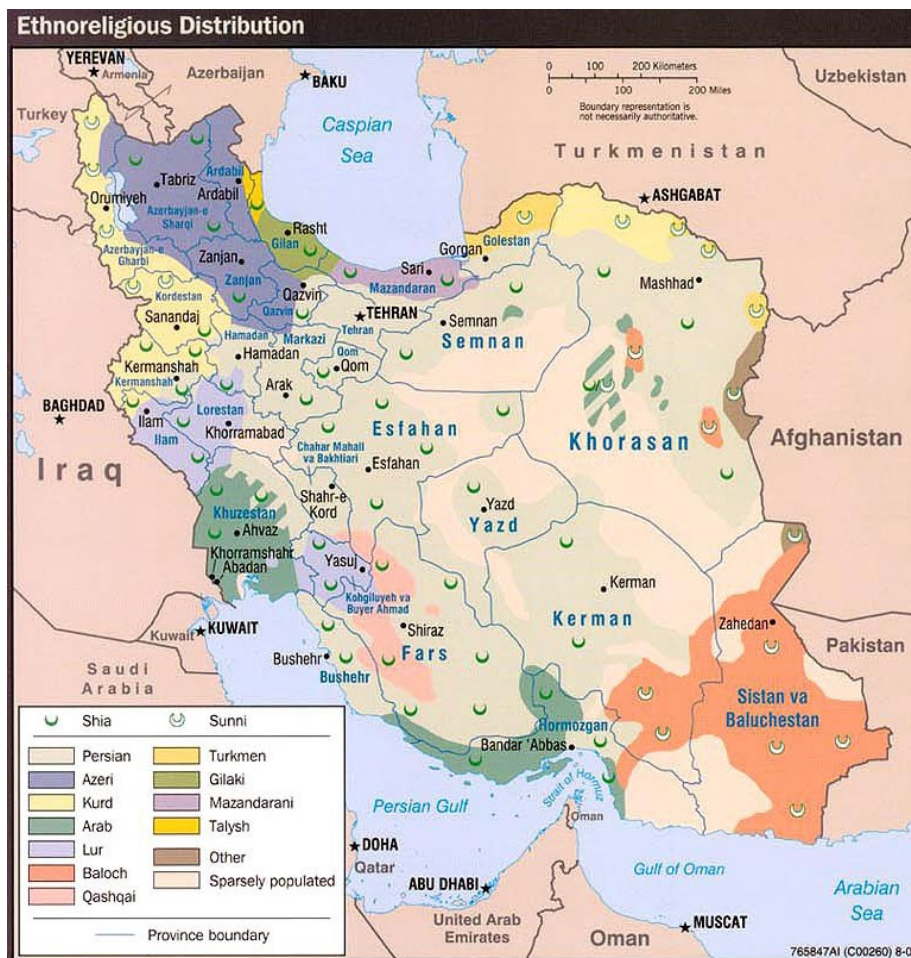 Ethnoreligious Distribution
YEREVAN
Armenia
Azerbaijan
BAKU
Turkey
Caspian
Sea
0 100 200 Kilometers
0 100 200 Miles
Boundary representation is
not necessarily authoritative.
Uzbekistan
Turkmenistan
ASHGABAT
Tabriz
Ardabil
Ardabil
Orumiyeh
Azerbayjan-e
Sharqi
Azerbayjan-e
Gharbi
Rasht
Gilan
Zanjan
Zanjan
Qazvin
Qazvin
Gorgan
Golestan
Sari
Mazandaran
Mashhad
Kordestan
Sanandaj
TEHRAN
Tehran
Semnan
Semnan
Hamadan
Hamadan
Markazi
Qom
Qom
Kermanshah
Kermanshah
Arak
BAGHDAD
Iraq
Ilam
Ilam
Lorestan
Khorramabad
Esfahan
Esfahan
Khorasan
Afghanistan
Chahar Mahall
va Bakhtiari
Shahr-e
Kord
Yazd
Yazd
Khuzestan
Ahvaz
Khorramshahr
Abadan
Yasuj
Kohgiluyeh va
Buyer Ahmad
Kerman
Kerman
Kuwait
KUWAIT
Shiraz
Fars
Zahedan
Pakistan
Saudi
Arabia
Bushehr
Bushehr
Sistan va
Baluchestan
Hormozgan
Bandar 'Abbas
Strait of Hormuz
Oman
Persian Gulf
DOHA
Qatar
ABU DHABI
United Arab
Emirates
Gulf of Oman
MUSCAT
Oman
Arabian
Sea
Shia
Sunni
Persian
Turkmen
Azeri
Gilaki
Kurd
Mazandarani
Arab
Talysh
Lur
Other
Baloch
Sparsely populated
Qashqai
Province boundary
765847AI (C00260) 8-0